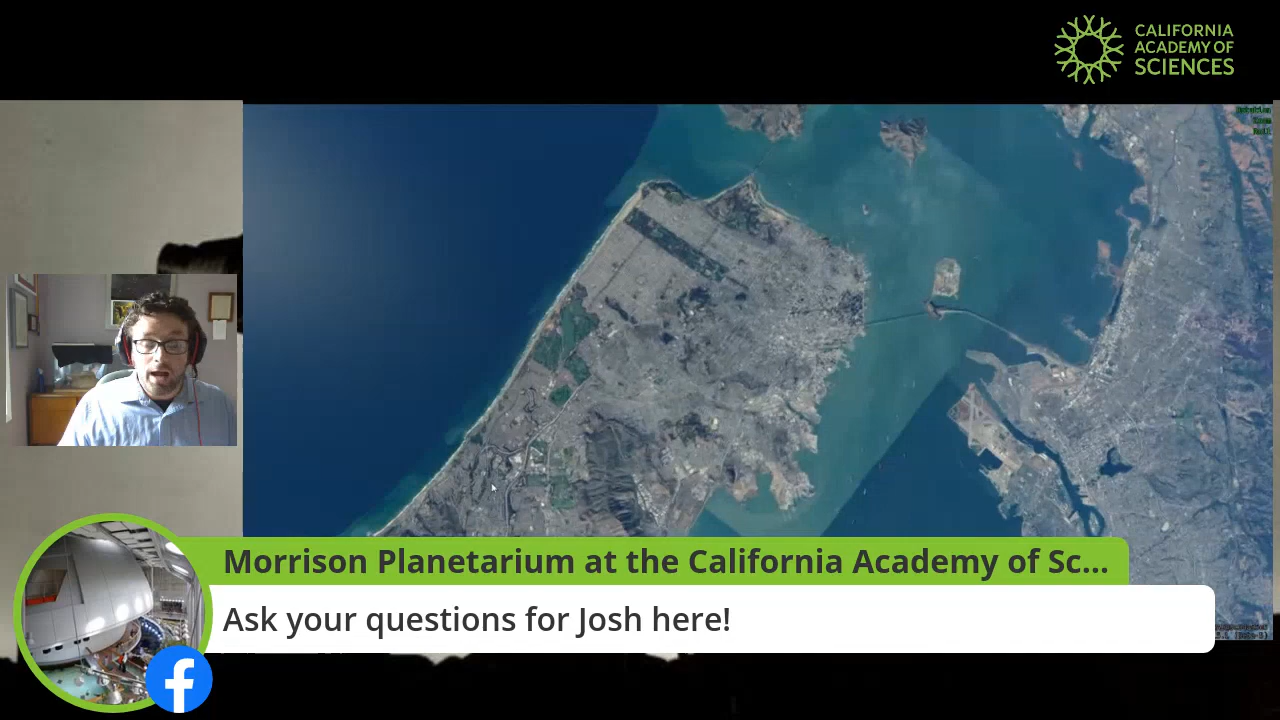 CALIFORNIA
ACADEMY OF
SCIENCES
Morrison Planetarium at the California Academy of Sc...
Ask your questions for Josh here!